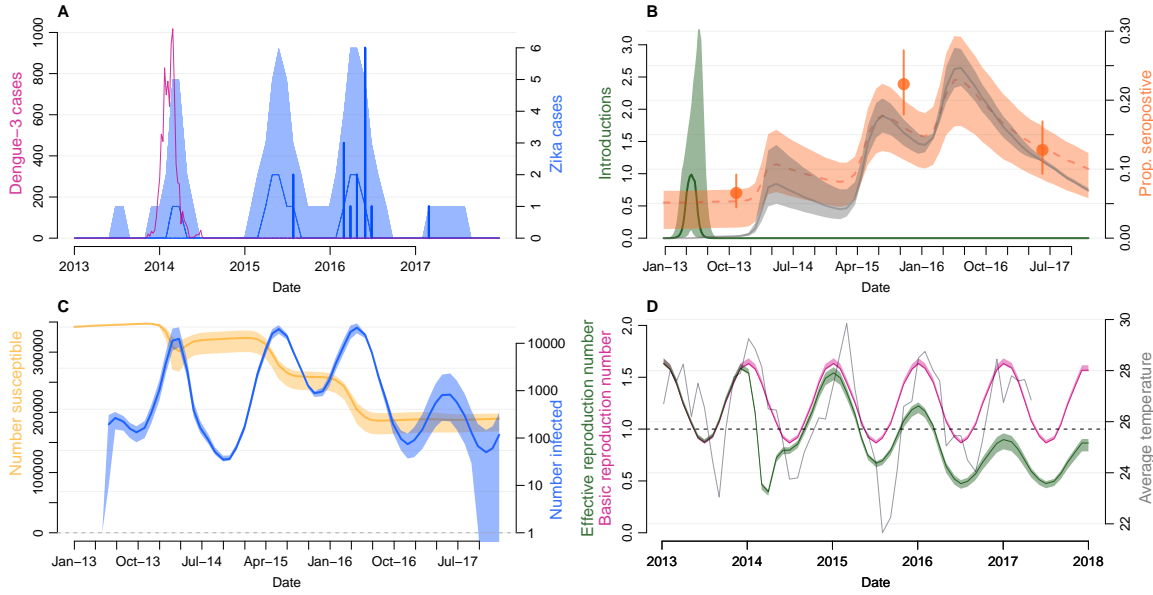 A
Dengue−3 cases
1000
800
600
400
200
0
6
5
4
3
2
1
0
Zika cases
2013
2014
2015
2016
2017
Date
B
Introductions
3.0
2.5
2.0
1.5
1.0
0.5
0.0
0.30
0.20
0.10
0.00
Prop. seropostive
Jan−13
Oct−13
Jul−14
Apr−15
Jan−16
Oct−16
Jul−17
Date
C
Number susceptible
300000
200000
100000
0
10000
1000
100
10
1
Number infected
Jan−13
Oct−13
Jul−14
Apr−15
Jan−16
Oct−16
Jul−17
Date
D
Effective reproduction number
Basic reproduction number
2.0
1.5
1.0
0.5
0.0
30
28
26
24
22
Average temperature
2013
2014
2015
2016
2017
2018
Date